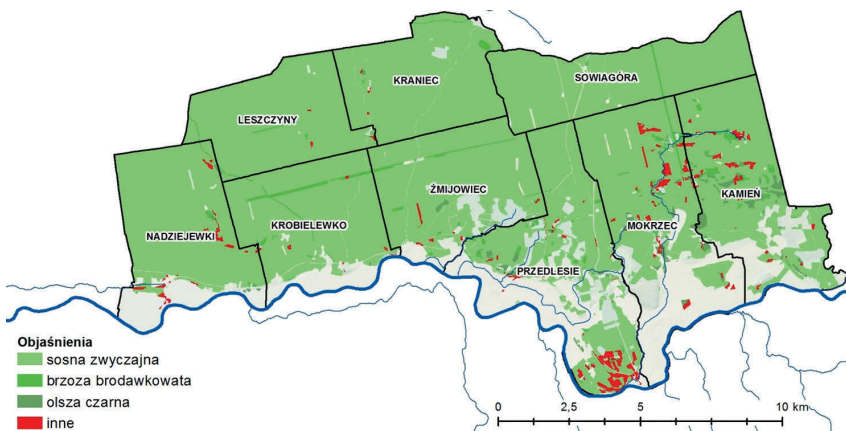 KRANIEC
SOWIAGÓRA
LESZCZYNY
ŻMIJOWIEC
KAMIEŃ
KROBIELEWKO
MOKRZEC
NADZIEJEWKI
PRZEDLESIE
Objaśnienia
sosna zwyczajna
brzoza brodawkowata
olsza czarna
inne
0 2,5 5 10 km